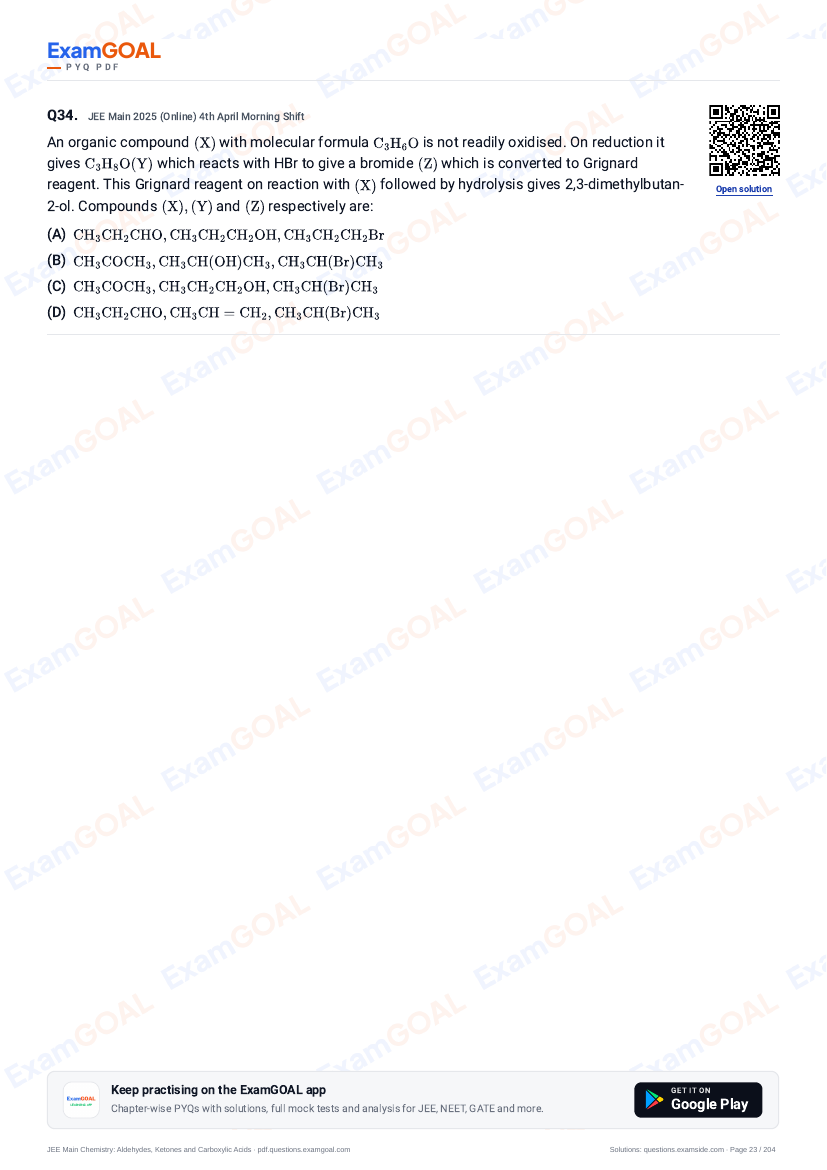 ExamGOAL
PYQ PDF
Q34. JEE Main 2025 (Online) 4th April Morning Shift
An organic compound (X) with molecular formula C₃H₆O is not readily oxidised. On reduction it
gives C₃H₈O(Y) which reacts with HBr to give a bromide (Z) which is converted to Grignard
reagent. This Grignard reagent on reaction with (X) followed by hydrolysis gives 2,3-dimethylbutan-
2-ol. Compounds (X), (Y) and (Z) respectively are:
Open solution
(A) CH₃CH₂CHO, CH₃CH₂CH₂OH, CH₃CH₂CH₂Br
(B) CH₃COCH₃, CH₃CH(OH)CH₃, CH₃CH(Br)CH₃
(C) CH₃COCH₃, CH₃CH₂CH₂OH, CH₃CH(Br)CH₃
(D) CH₃CH₂CHO, CH₃CH = CH₂, CH₃CH(Br)CH₃
ExamGOAL
Keep practising on the ExamGOAL app
Chapter-wise PYQs with solutions, full mock tests and analysis for JEE, NEET, GATE and more.
GET IT ON
Google Play
JEE Main Chemistry: Aldehydes, Ketones and Carboxylic Acids · pdf.questions.examgoal.com
Solutions: questions.examside.com · Page 23 / 204